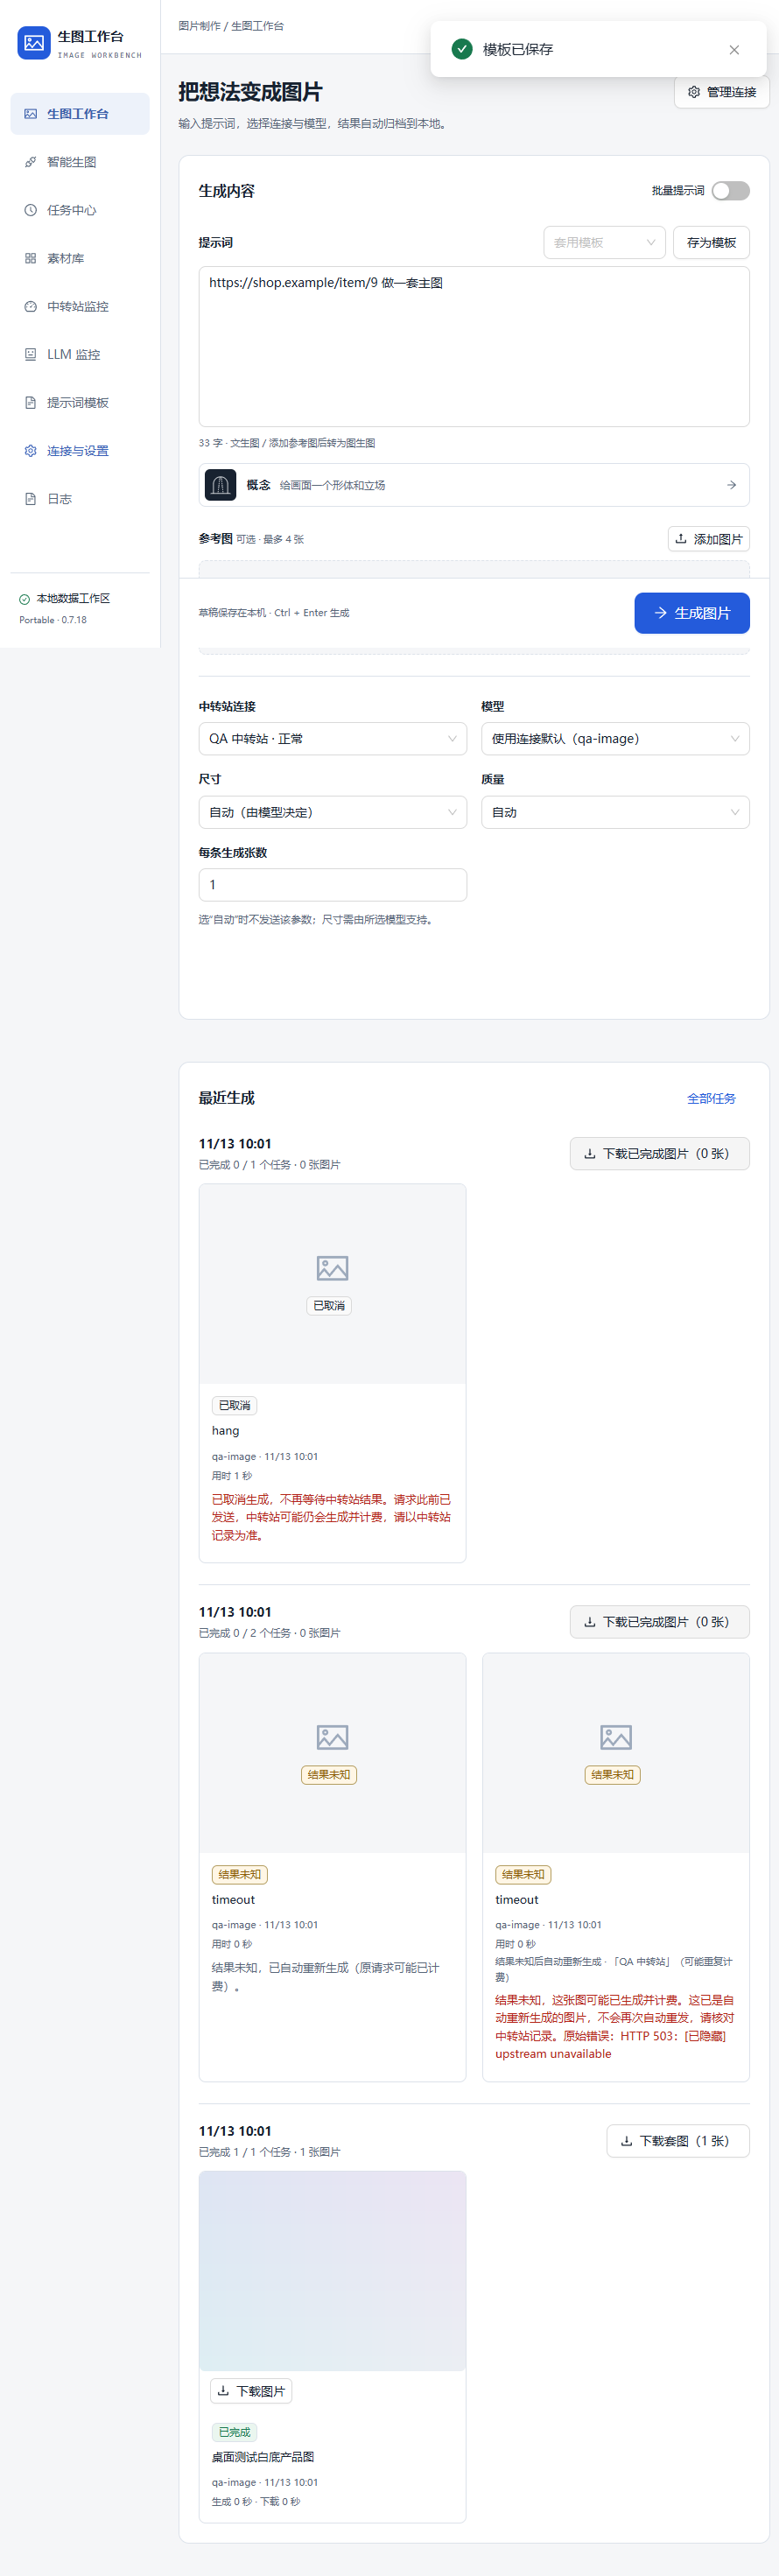 生图工作台
IMAGE WORKBENCH
生图工作台
智能生图
任务中心
素材库
中转站监控
LLM 监控
提示词模板
连接与设置
日志
本地数据工作区
Portable · 0.7.18
图片制作 / 生图工作台
模板已保存
把想法变成图片
管理连接
输入提示词，选择连接与模型，结果自动归档到本地。
生成内容
批量提示词
提示词
套用模板
存为模板
https://shop.example/item/9 做一套主图
33 字 · 文生图 / 添加参考图后转为图生图
概念 给画面一个形体和立场
参考图 可选 · 最多 4 张
添加图片
草稿保存在本机 · Ctrl + Enter 生成
生成图片
中转站连接
模型
QA 中转站 · 正常
使用连接默认（qa-image）
尺寸
质量
自动（由模型决定）
自动
每条生成张数
1
选“自动”时不发送该参数；尺寸需由所选模型支持。
最近生成
全部任务
11/13 10:01
已完成 0 / 1 个任务 · 0 张图片
下载已完成图片（0 张）
已取消
已取消
hang
qa-image · 11/13 10:01
用时 1 秒
已取消生成，不再等待中转站结果。请求此前已
发送，中转站可能仍会生成并计费，请以中转站
记录为准。
11/13 10:01
已完成 0 / 2 个任务 · 0 张图片
下载已完成图片（0 张）
结果未知
结果未知
timeout
qa-image · 11/13 10:01
用时 0 秒
结果未知，已自动重新生成（原请求可能已计
费）。
结果未知
结果未知
timeout
qa-image · 11/13 10:01
用时 0 秒
结果未知后自动重新生成 · 「QA 中转站」（可能重复计
费）
结果未知，这张图可能已生成并计费。这已是自
动重新生成的图片，不会再次自动重发，请核对
中转站记录。原始错误：HTTP 503：[已隐藏]
upstream unavailable
11/13 10:01
已完成 1 / 1 个任务 · 1 张图片
下载套图（1 张）
下载图片
已完成
桌面测试白底产品图
qa-image · 11/13 10:01
生成 0 秒 · 下载 0 秒